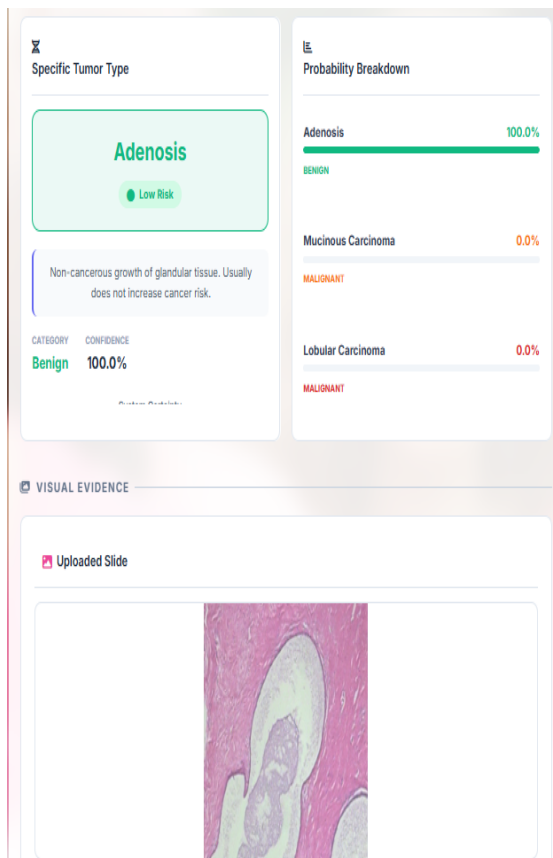 Specific Tumor Type
Adenosis
Low Risk
Non-cancerous growth of glandular tissue. Usually
does not increase cancer risk.
CATEGORY CONFIDENCE
Benign 100.0%
Probability Breakdown
Adenosis 100.0%
BENIGN
Mucinous Carcinoma 0.0%
MALIGNANT
Lobular Carcinoma 0.0%
MALIGNANT
VISUAL EVIDENCE
Uploaded Slide